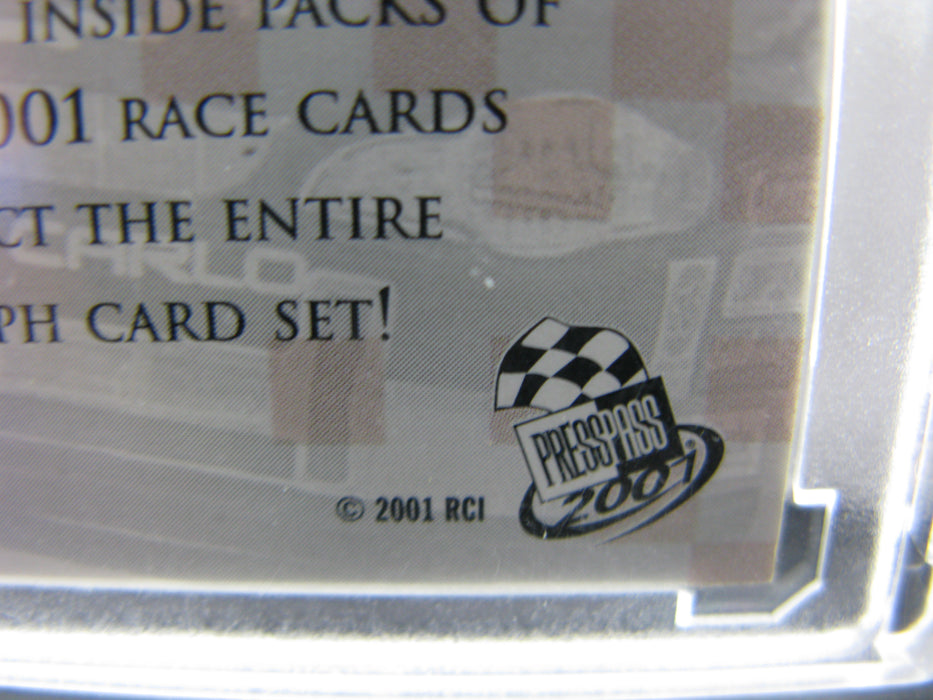 INSIDE PACKS OF
001 RACE CARDS
CT THE ENTIRE
CARLO
PH CARD SET!
PRESS PASS
2001
© 2001 RCI